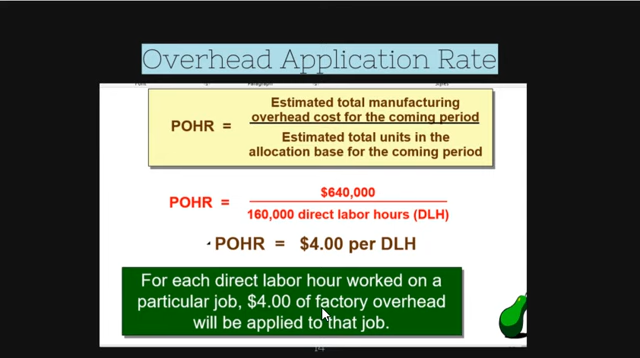 Overhead Application Rate
Paragraph
Styles
Estimated total manufacturing
POHR = overhead cost for the coming period
Estimated total units in the
allocation base for the coming period
$640,000
POHR =
160,000 direct labor hours (DLH)
POHR = $4.00 per DLH
For each direct labor hour worked on a
particular job, $4.00 of factory overhead
will be applied to that job.
14